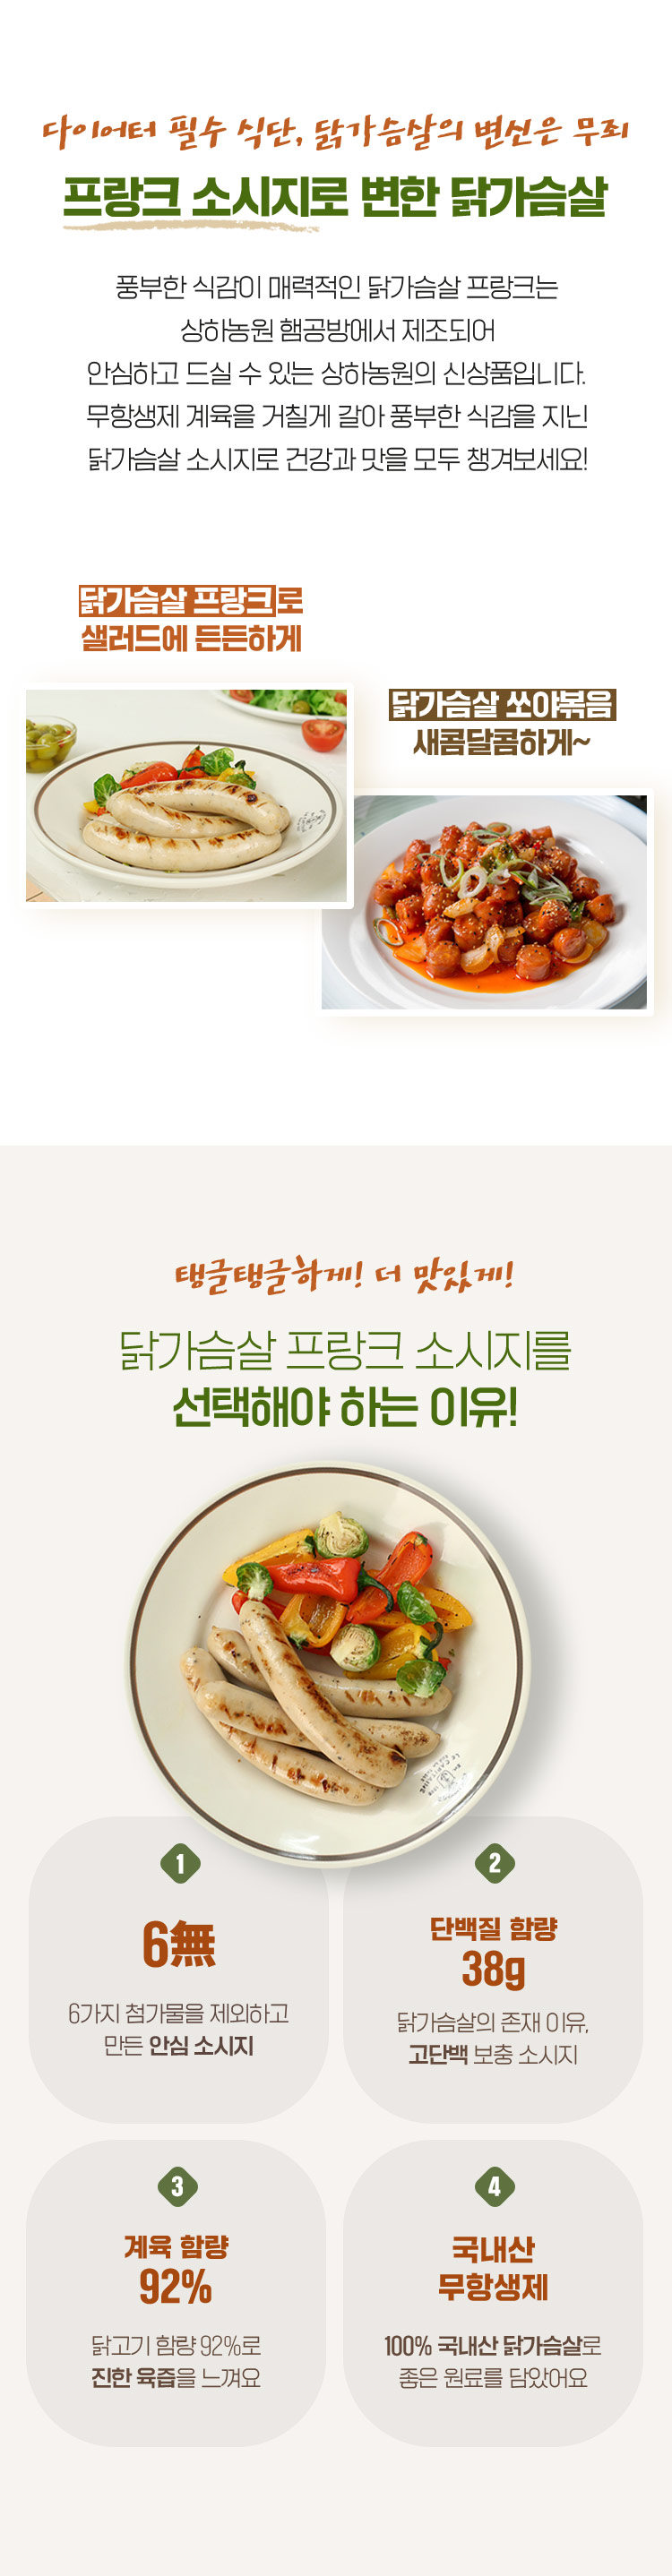 다이어터 필수 식단, 닭가슴살의 변신은 무죄
프랑크 소시지로 변한 닭가슴살
풍부한 식감이 매력적인 닭가슴살 프랑크는
상하농원 햄공방에서 제조되어
안심하고 드실 수 있는 상하농원의 신상품입니다.
무항생제 계육을 거칠게 갈아 풍부한 식감을 지닌
닭가슴살 소시지로 건강과 맛을 모두 챙겨보세요!
닭가슴살 프랑크로
샐러드에 든든하게
닭가슴살 쏘야볶음
새콤달콤하게~
탱글탱글하게! 더 맛있게!
닭가슴살 프랑크 소시지를
선택해야 하는 이유!
1
6無
6가지 첨가물을 제외하고
만든 안심 소시지
2
단백질 함량
38g
닭가슴살의 존재 이유,
고단백 보충 소시지
3
계육 함량
92%
닭고기 함량 92%로
진한 육즙을 느껴요
4
국내산
무항생제
100% 국내산 닭가슴살로
좋은 원료를 담았어요